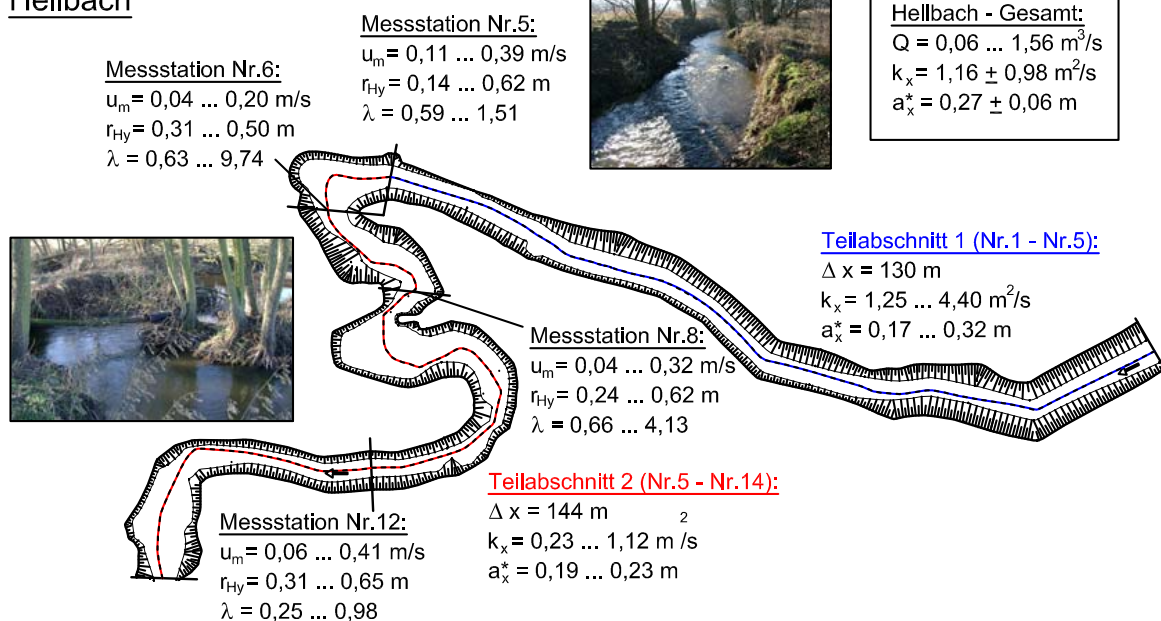 Hellbach
Messstation Nr.5:
u_m = 0,11 ... 0,39 m/s
r_Hy = 0,14 ... 0,62 m
λ = 0,59 ... 1,51
Hellbach - Gesamt:
Q = 0,06 ... 1,56 m³/s
k_x = 1,16 ± 0,98 m²/s
a*_x = 0,27 ± 0,06 m
Messstation Nr.6:
u_m = 0,04 ... 0,20 m/s
r_Hy = 0,31 ... 0,50 m
λ = 0,63 ... 9,74
Teilabschnitt 1 (Nr.1 - Nr.5):
Δ x = 130 m
k_x = 1,25 ... 4,40 m²/s
a*_x = 0,17 ... 0,32 m
Messstation Nr.8:
u_m = 0,04 ... 0,32 m/s
r_Hy = 0,24 ... 0,62 m
λ = 0,66 ... 4,13
Teilabschnitt 2 (Nr.5 - Nr.14):
Δ x = 144 m
k_x = 0,23 ... 1,12 m²/s
a*_x = 0,19 ... 0,23 m
Messstation Nr.12:
u_m = 0,06 ... 0,41 m/s
r_Hy = 0,31 ... 0,65 m
λ = 0,25 ... 0,98